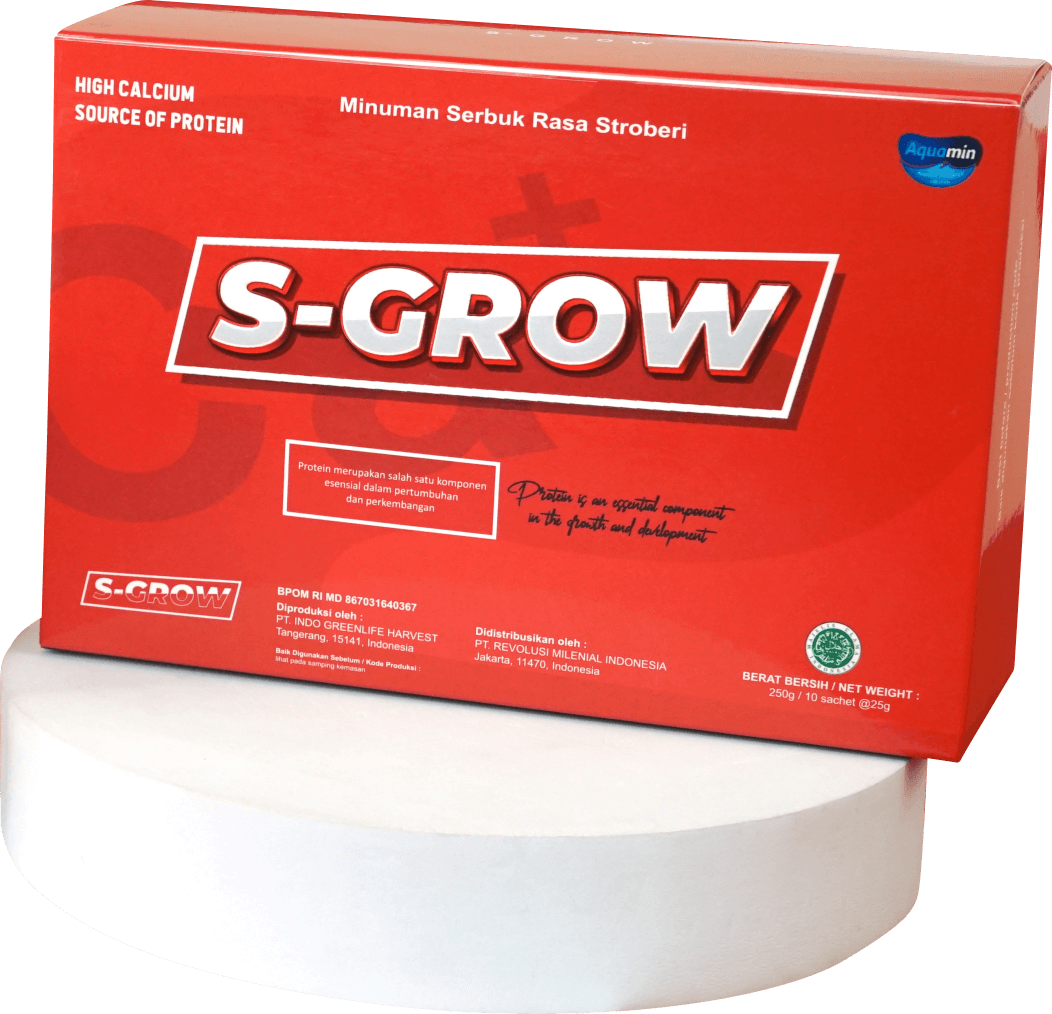 S-GROW
HIGH CALCIUM
SOURCE OF PROTEIN
Minuman Serbuk Rasa Stroberi
Aquamin
Ca+
S-GROW
Protein merupakan salah satu komponen
esensial dalam pertumbuhan
dan perkembangan
Protein is an essential component
in the growth and development
S-GROW
BPOM RI MD 867031640367
Diproduksi oleh :
PT. INDO GREENLIFE HARVEST
Tangerang, 15141, Indonesia
Baik Digunakan Sebelum / Kode Produksi :
lihat pada samping kemasan
Didistribusikan oleh :
PT. REVOLUSI MILENIAL INDONESIA
Jakarta, 11470, Indonesia
BERAT BERSIH / NET WEIGHT :
250g / 10 sachet @25g